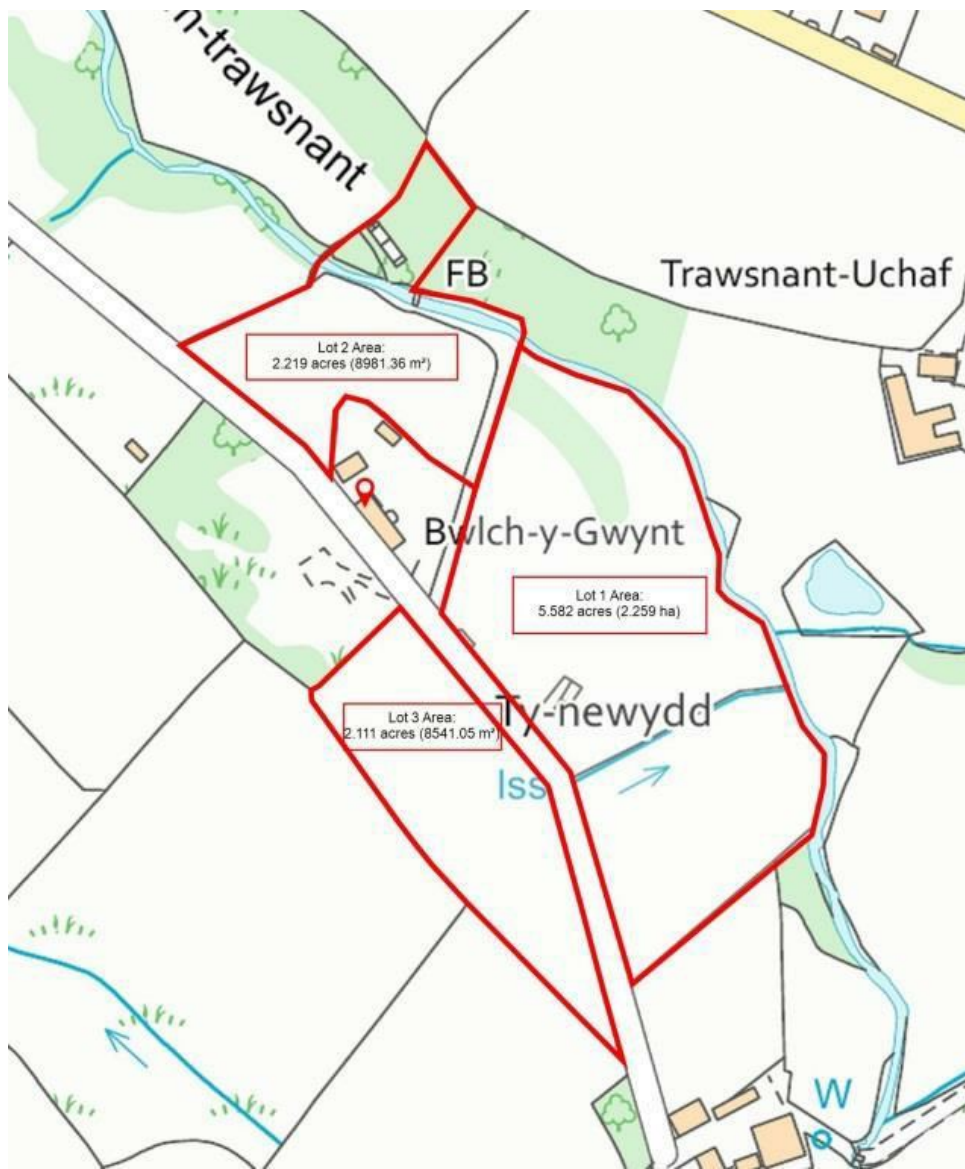 n-trawsnant
FB
Trawsnant-Uchaf
Lot 2 Area:
2.219 acres (8981.36 m²)
Bwlch-y-Gwynt
Lot 1 Area:
5.582 acres (2.259 ha)
Lot 3 Area:
2.111 acres (8541.05 m²)
Ty-newydd
Iss
W